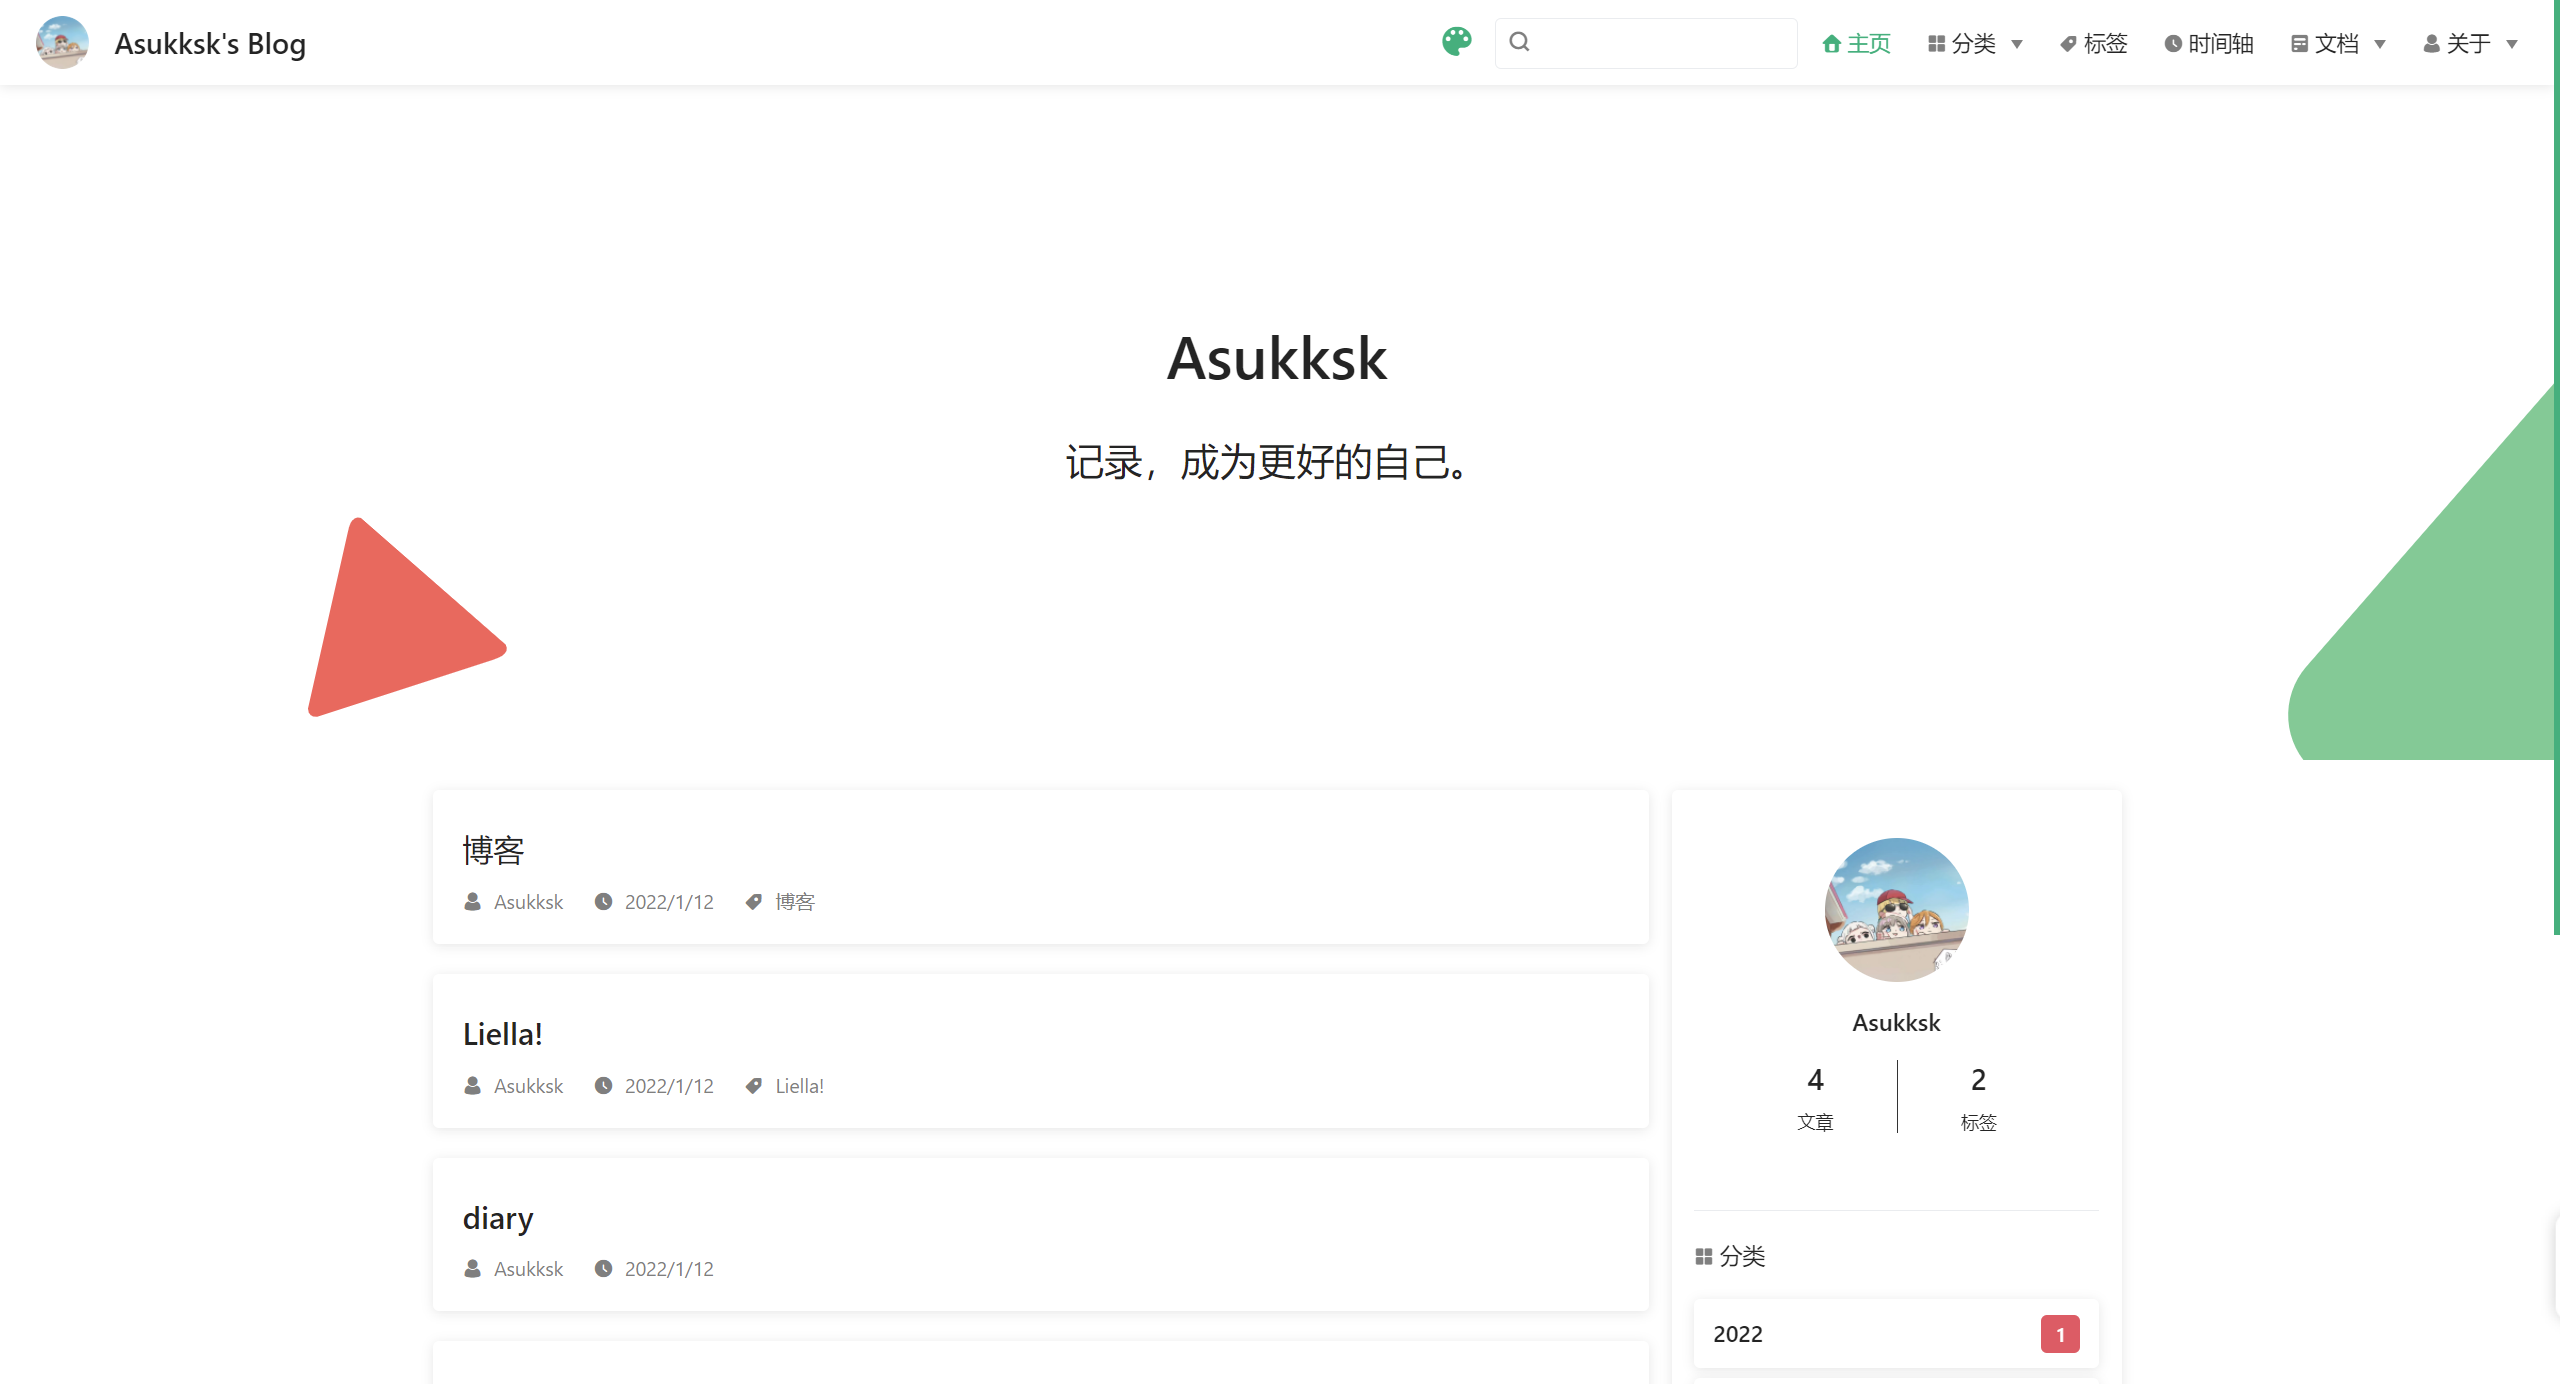 Asukksk's Blog
主页 分类 标签 时间轴 文档 关于
Asukksk
记录，成为更好的自己。
博客
Asukksk 2022/1/12 博客
Liella!
Asukksk 2022/1/12 Liella!
diary
Asukksk 2022/1/12
Asukksk
4 2
文章 标签
分类
2022 1